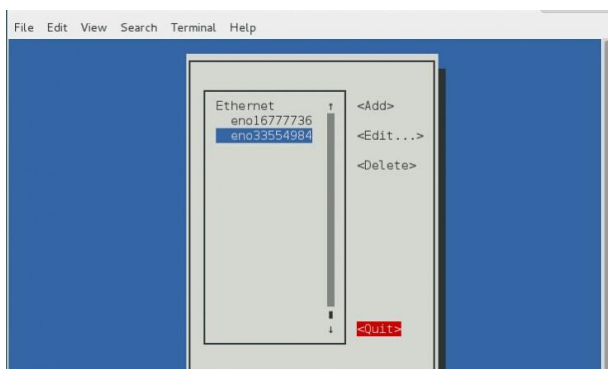 File Edit View Search Terminal Help
Ethernet ↑ <Add>
eno16777736
eno33554984 <Edit...>
<Delete>
↓ <Quit>